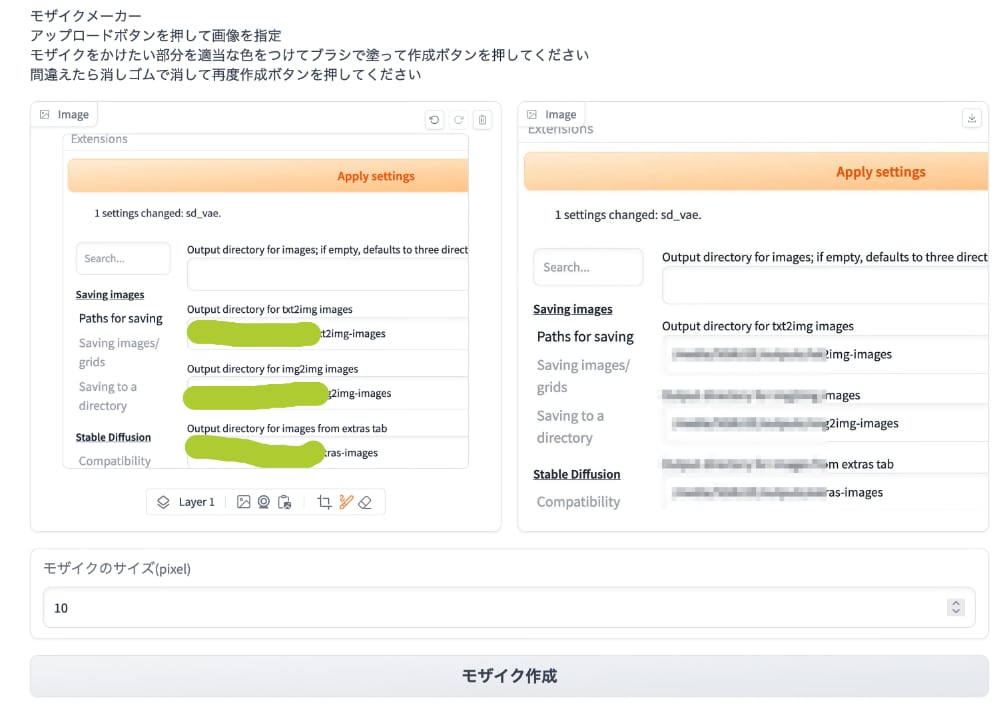 モザイクメーカー
アップロードボタンを押して画像を指定
モザイクをかけたい部分を適当な色をつけてブラシで塗って作成ボタンを押してください
間違えたら消しゴムで消して再度作成ボタンを押してください
Image
Extensions
Apply settings
1 settings changed: sd_vae.
Search...
Output directory for images; if empty, defaults to three direct
Saving images
Paths for saving
Saving images/
grids
Saving to a
directory
Stable Diffusion
Compatibility
Output directory for txt2img images
t2img-images
Output directory for img2img images
2img-images
Output directory for images from extras tab
ras-images
Layer 1
Image
Extensions
Apply settings
1 settings changed: sd_vae.
Search...
Output directory for images; if empty, defaults to three direct
Saving images
Paths for saving
Saving images/
grids
Saving to a
directory
Stable Diffusion
Compatibility
Output directory for txt2img images
2img-images
images
g2img-images
extras tab
ras-images
モザイクのサイズ(pixel)
10
モザイク作成